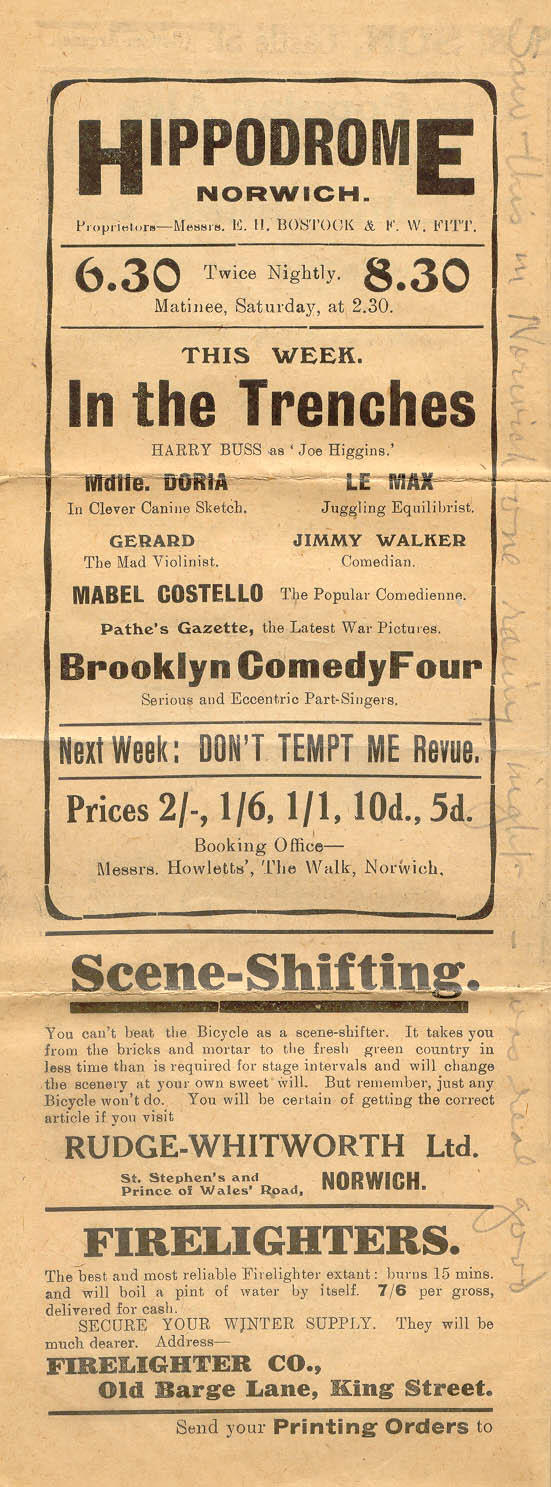 HIPPODROME
NORWICH.
Proprietors—Messrs. E. H. BOSTOCK & F. W. FITT.
6.30 Twice Nightly. 8.30
Matinee, Saturday, at 2.30.
THIS WEEK.
In the Trenches
HARRY BUSS as ' Joe Higgins.'
Mdlle. DORIA
In Clever Canine Sketch.
LE MAX
Juggling Equilibrist.
GERARD
The Mad Violinist.
JIMMY WALKER
Comedian.
MABEL COSTELLO The Popular Comedienne.
Pathe's Gazette, the Latest War Pictures.
Brooklyn Comedy Four
Serious and Eccentric Part-Singers.
Next Week: DON'T TEMPT ME Revue.
Prices 2/-, 1/6, 1/1, 10d., 5d.
Booking Office—
Messrs. Howletts', The Walk, Norwich.
Scene-Shifting.
You can't beat the Bicycle as a scene-shifter. It takes you
from the bricks and mortar to the fresh green country in
less time than is required for stage intervals and will change
the scenery at your own sweet will. But remember, just any
Bicycle won't do. You will be certain of getting the correct
article if you visit
RUDGE-WHITWORTH Ltd.
St. Stephen's and
Prince of Wales' Road, NORWICH.
FIRELIGHTERS.
The best and most reliable Firelighter extant: burns 15 mins.
and will boil a pint of water by itself. 7/6 per gross,
delivered for cash.
SECURE YOUR WINTER SUPPLY. They will be
much dearer. Address—
FIRELIGHTER CO.,
Old Barge Lane, King Street.
Send your Printing Orders to
Saw this in Norwich one rainy night - was real good